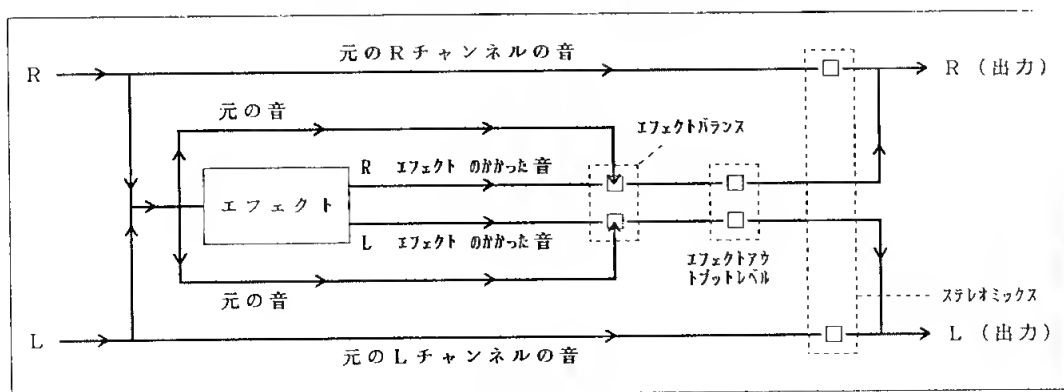 元のRチャンネルの音
R
R (出力)
元の音
エフェクトバランス
R エフェクト のかかった音
エフェクト
L エフェクト のかかった音
エフェクトアウ
トプットレベル
元の音
ステレオミックス
L
L (出力)
元のLチャンネルの音